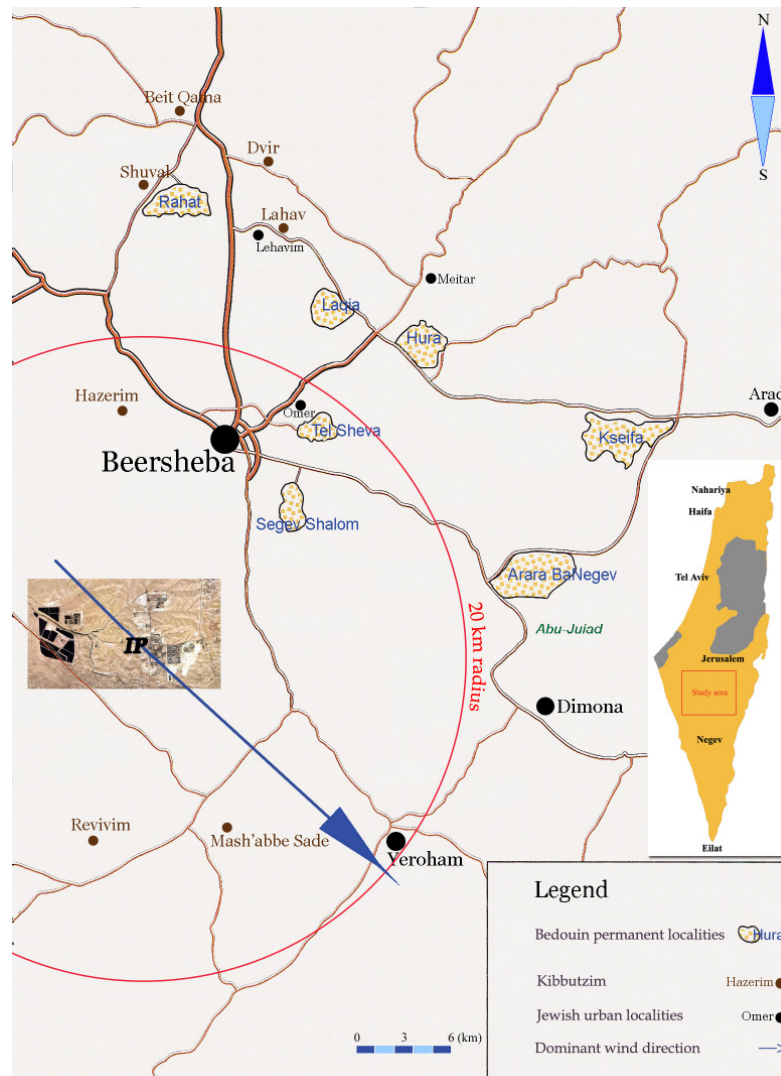 N
S
Beit Qama
Dvir
Shuval
Rahat
Lahav
Lehavim
Meitar
Laqia
Hura
Hazerim
Omer
Tel Sheva
Beersheba
Arad
Kseifa
Segev Shalom
Nahariya
Haifa
Tel Aviv
Jerusalem
Study area
Negev
Eilat
Arara BaNegev
20 km radius
Abu-Juiad
IP
Dimona
Revivim
Mash'abbe Sade
Yeroham
Legend
Bedouin permanent localities
Hura
Kibbutzim
Hazerim
Jewish urban localities
Omer
Dominant wind direction
0 3 6 (km)